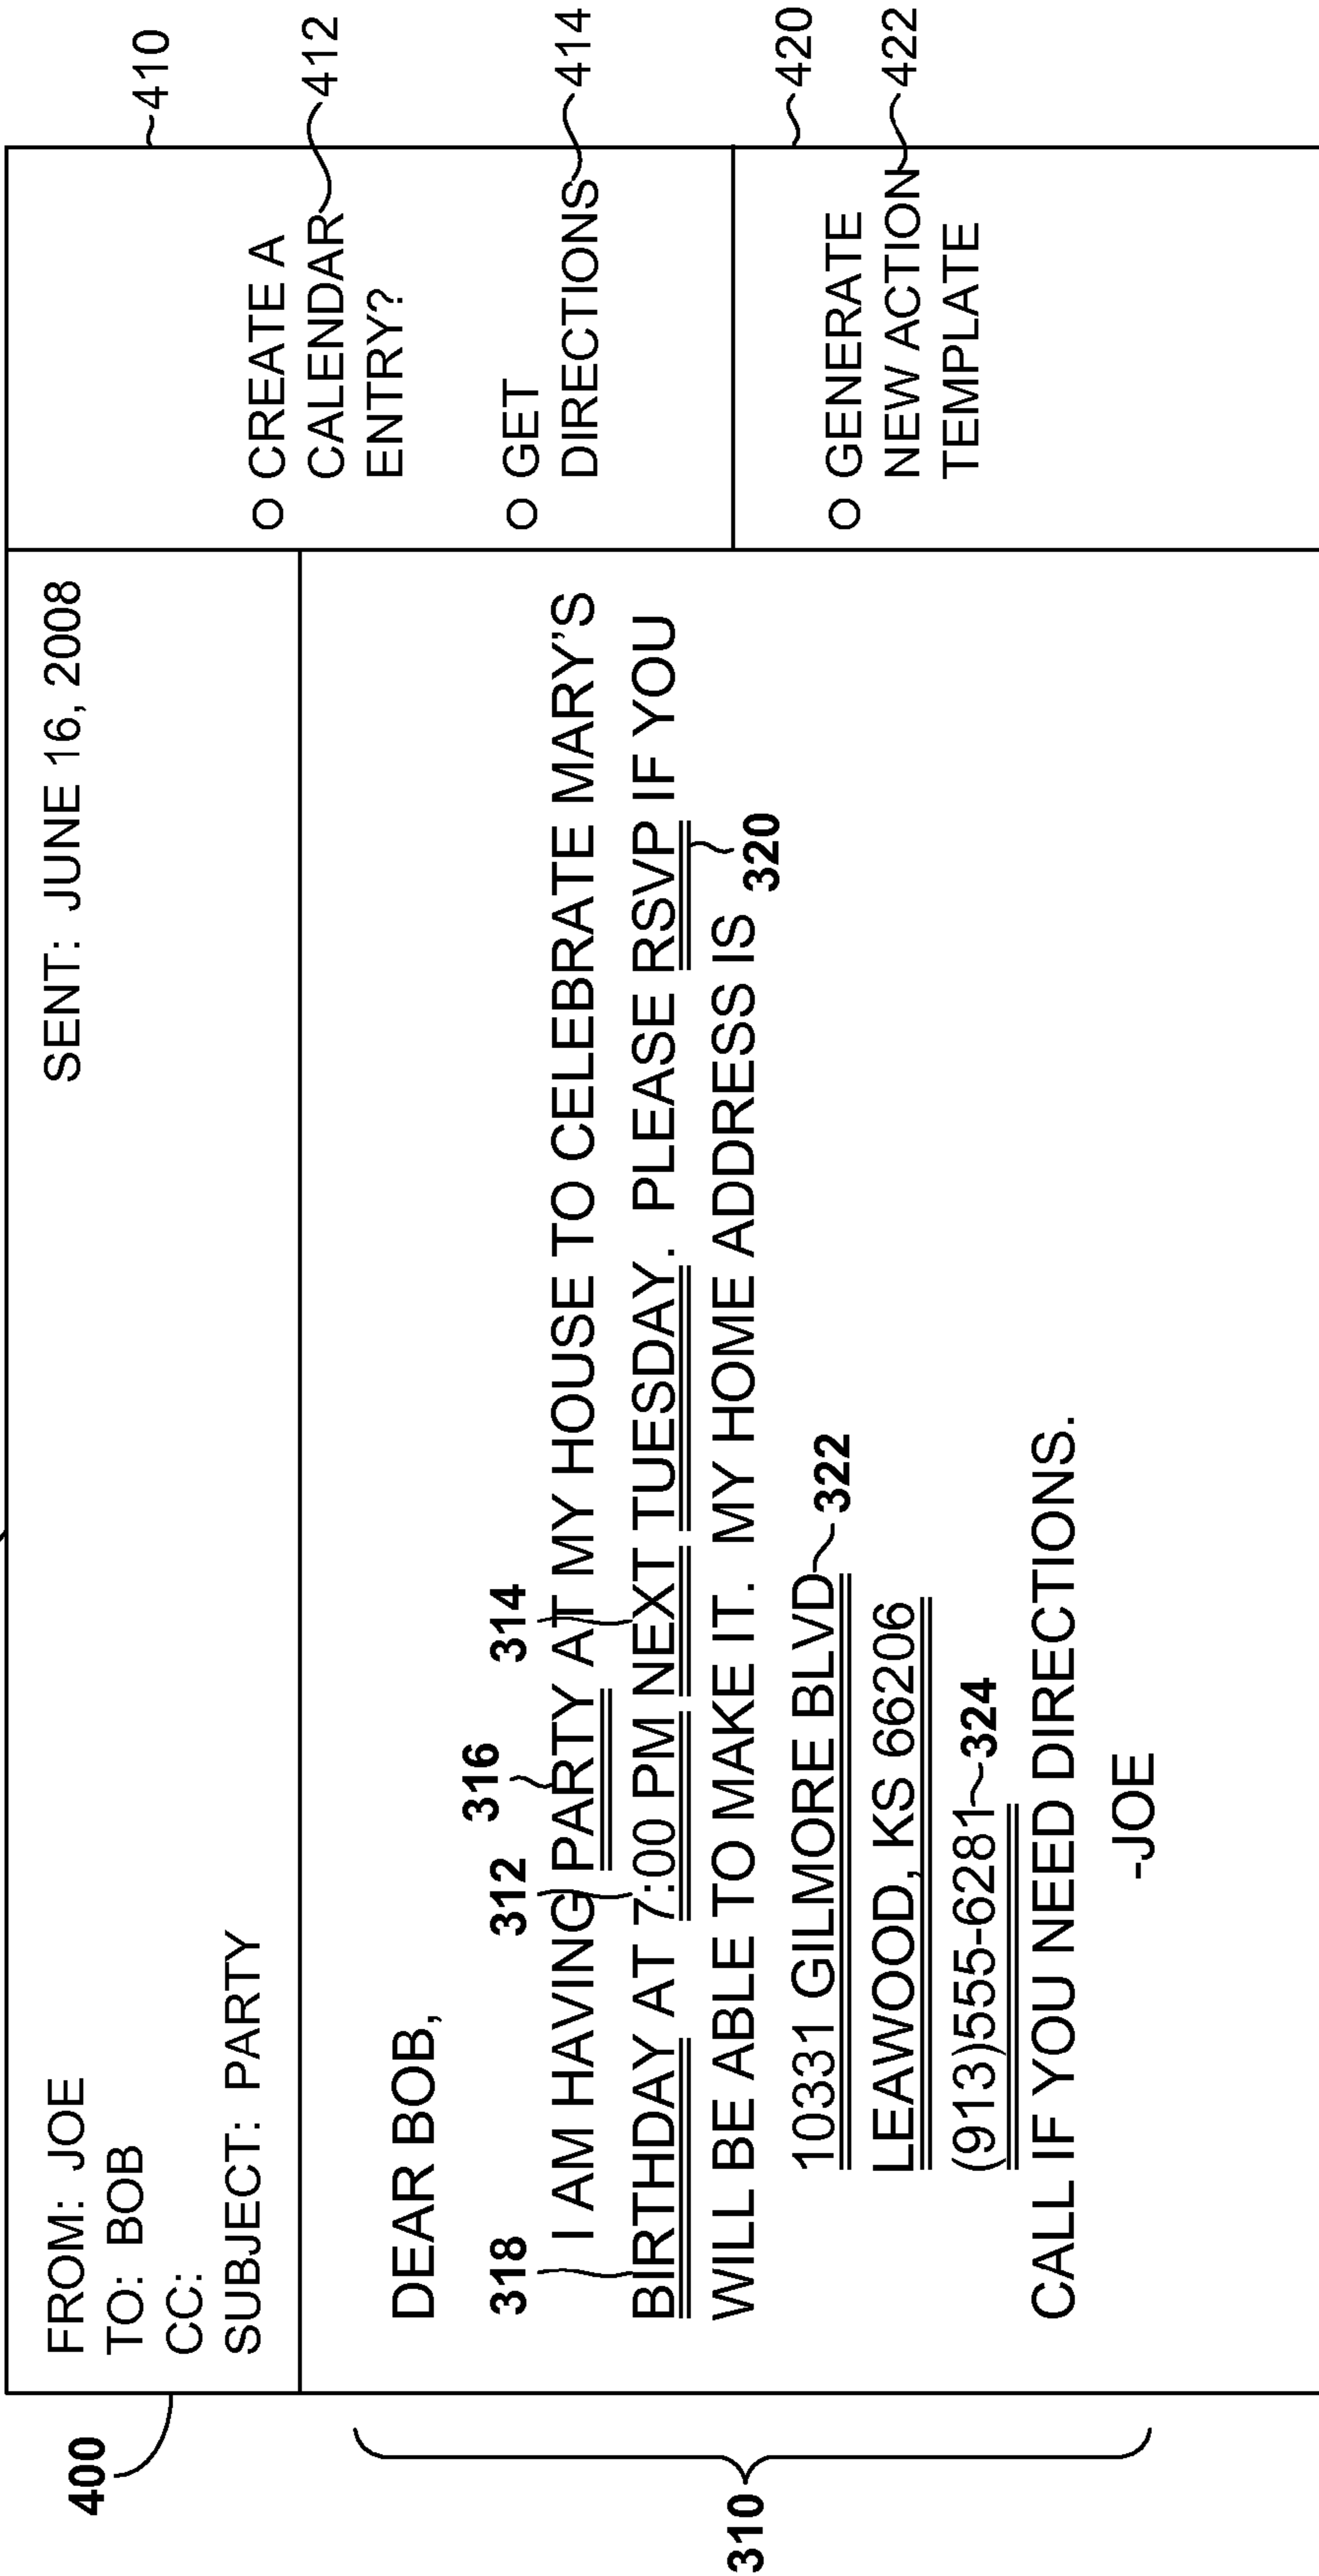 400
FROM: JOE
TO: BOB
CC:
SUBJECT: PARTY
SENT: JUNE 16, 2008
310
DEAR BOB,
318
312
316
314
I AM HAVING PARTY AT MY HOUSE TO CELEBRATE MARY'S
BIRTHDAY AT 7:00 PM NEXT TUESDAY. PLEASE RSVP IF YOU
320
WILL BE ABLE TO MAKE IT. MY HOME ADDRESS IS
10331 GILMORE BLVD
322
LEAWOOD, KS 66206
(913)555-6281
324
CALL IF YOU NEED DIRECTIONS.
-JOE
410
O CREATE A
CALENDAR
ENTRY?
412
O GET
DIRECTIONS
414
420
O GENERATE
NEW ACTION
TEMPLATE
422